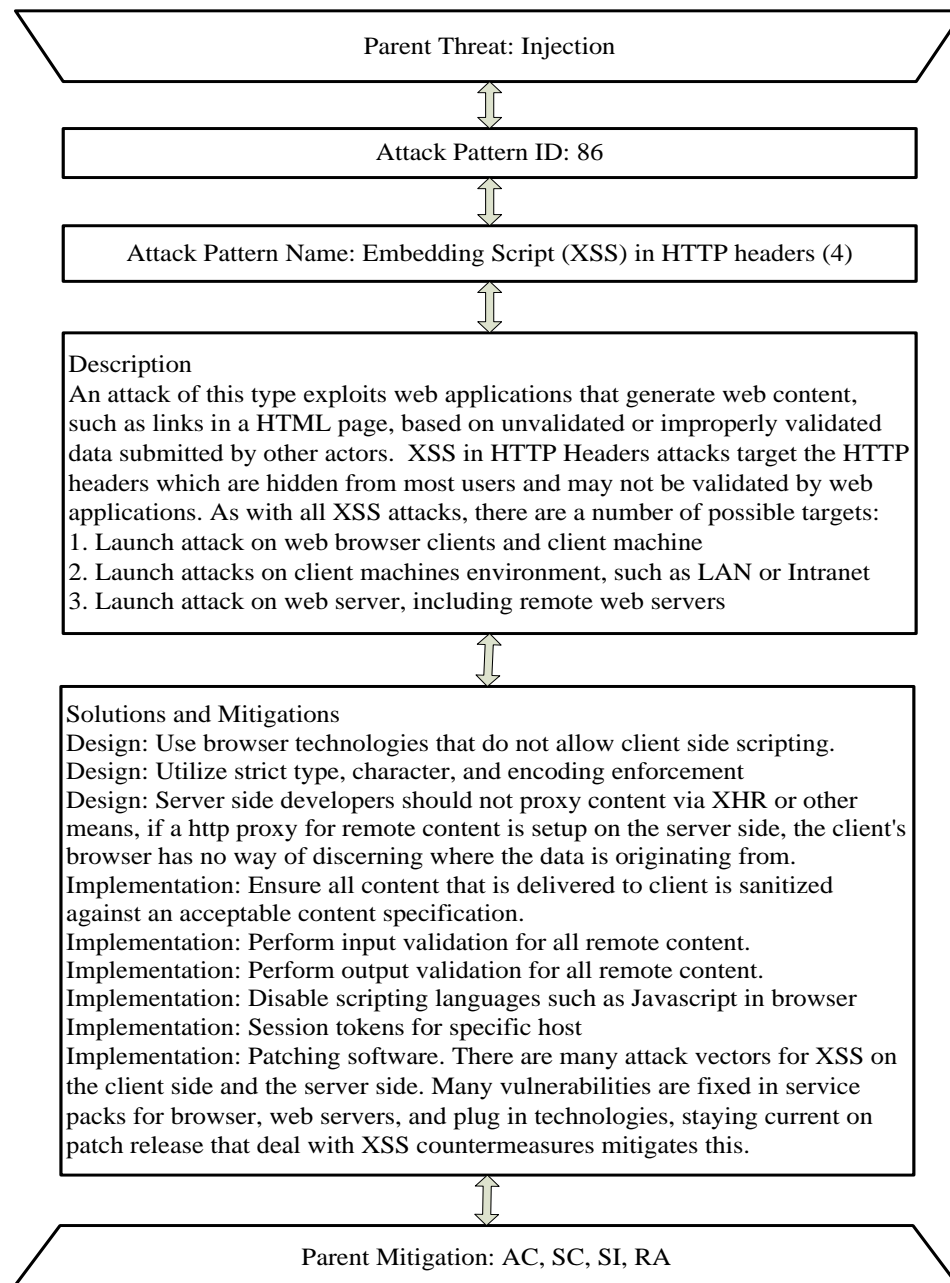 Parent Threat: Injection
Attack Pattern ID: 86
Attack Pattern Name: Embedding Script (XSS) in HTTP headers (4)
Description
An attack of this type exploits web applications that generate web content,
such as links in a HTML page, based on unvalidated or improperly validated
data submitted by other actors.  XSS in HTTP Headers attacks target the HTTP
headers which are hidden from most users and may not be validated by web
applications. As with all XSS attacks, there are a number of possible targets:
1. Launch attack on web browser clients and client machine
2. Launch attacks on client machines environment, such as LAN or Intranet
3. Launch attack on web server, including remote web servers
Solutions and Mitigations
Design: Use browser technologies that do not allow client side scripting.
Design: Utilize strict type, character, and encoding enforcement
Design: Server side developers should not proxy content via XHR or other
means, if a http proxy for remote content is setup on the server side, the client's
browser has no way of discerning where the data is originating from.
Implementation: Ensure all content that is delivered to client is sanitized
against an acceptable content specification.
Implementation: Perform input validation for all remote content.
Implementation: Perform output validation for all remote content.
Implementation: Disable scripting languages such as Javascript in browser
Implementation: Session tokens for specific host
Implementation: Patching software. There are many attack vectors for XSS on
the client side and the server side. Many vulnerabilities are fixed in service
packs for browser, web servers, and plug in technologies, staying current on
patch release that deal with XSS countermeasures mitigates this.
Parent Mitigation: AC, SC, SI, RA